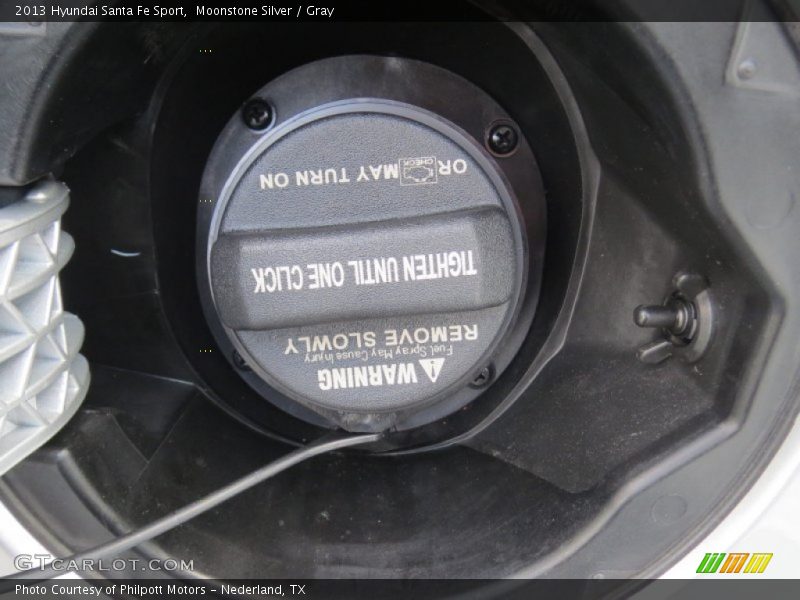 2013 Hyundai Santa Fe Sport,  Moonstone Silver / Gray
WARNING
Fuel Spray May Cause Injury
REMOVE SLOWLY
TIGHTEN UNTIL ONE CLICK
OR CHECK MAY TURN ON
GTCARLOT.COM
Photo Courtesy of Philpott Motors - Nederland, TX